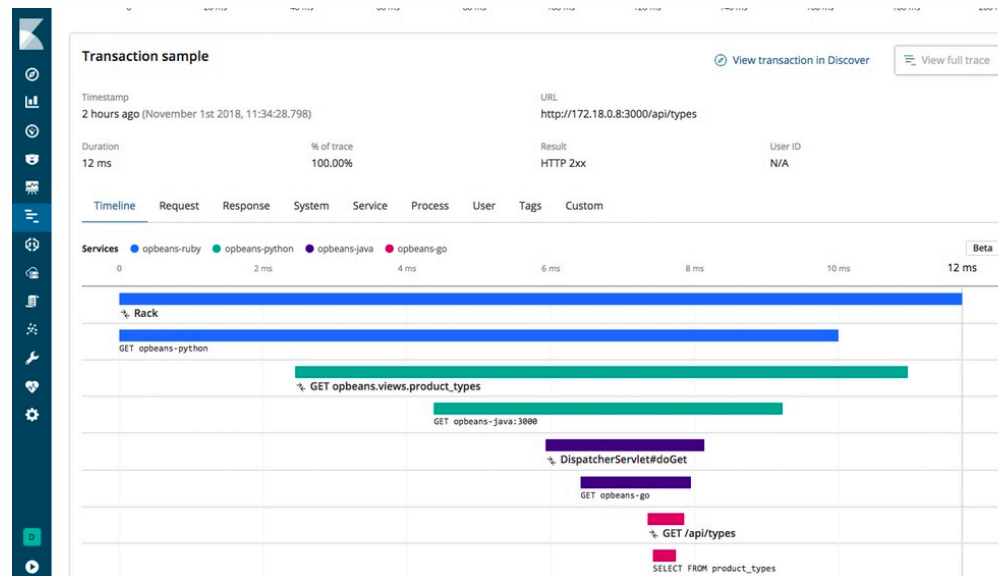 Transaction sample
View transaction in Discover
View full trace
Timestamp
URL
2 hours ago (November 1st 2018, 11:34:28.798)
http://172.18.0.8:3000/api/types
Duration
% of trace
Result
User ID
12 ms
100.00%
HTTP 2xx
N/A
Timeline Request Response System Service Process User Tags Custom
Services opbeans-ruby opbeans-python opbeans-java opbeans-go
Beta
0 2 ms 4 ms 6 ms 8 ms 10 ms 12 ms
Rack
GET opbeans-python
GET opbeans.views.product_types
GET opbeans-java:3000
DispatcherServlet#doGet
GET opbeans-go
GET /api/types
D
SELECT FROM product_types